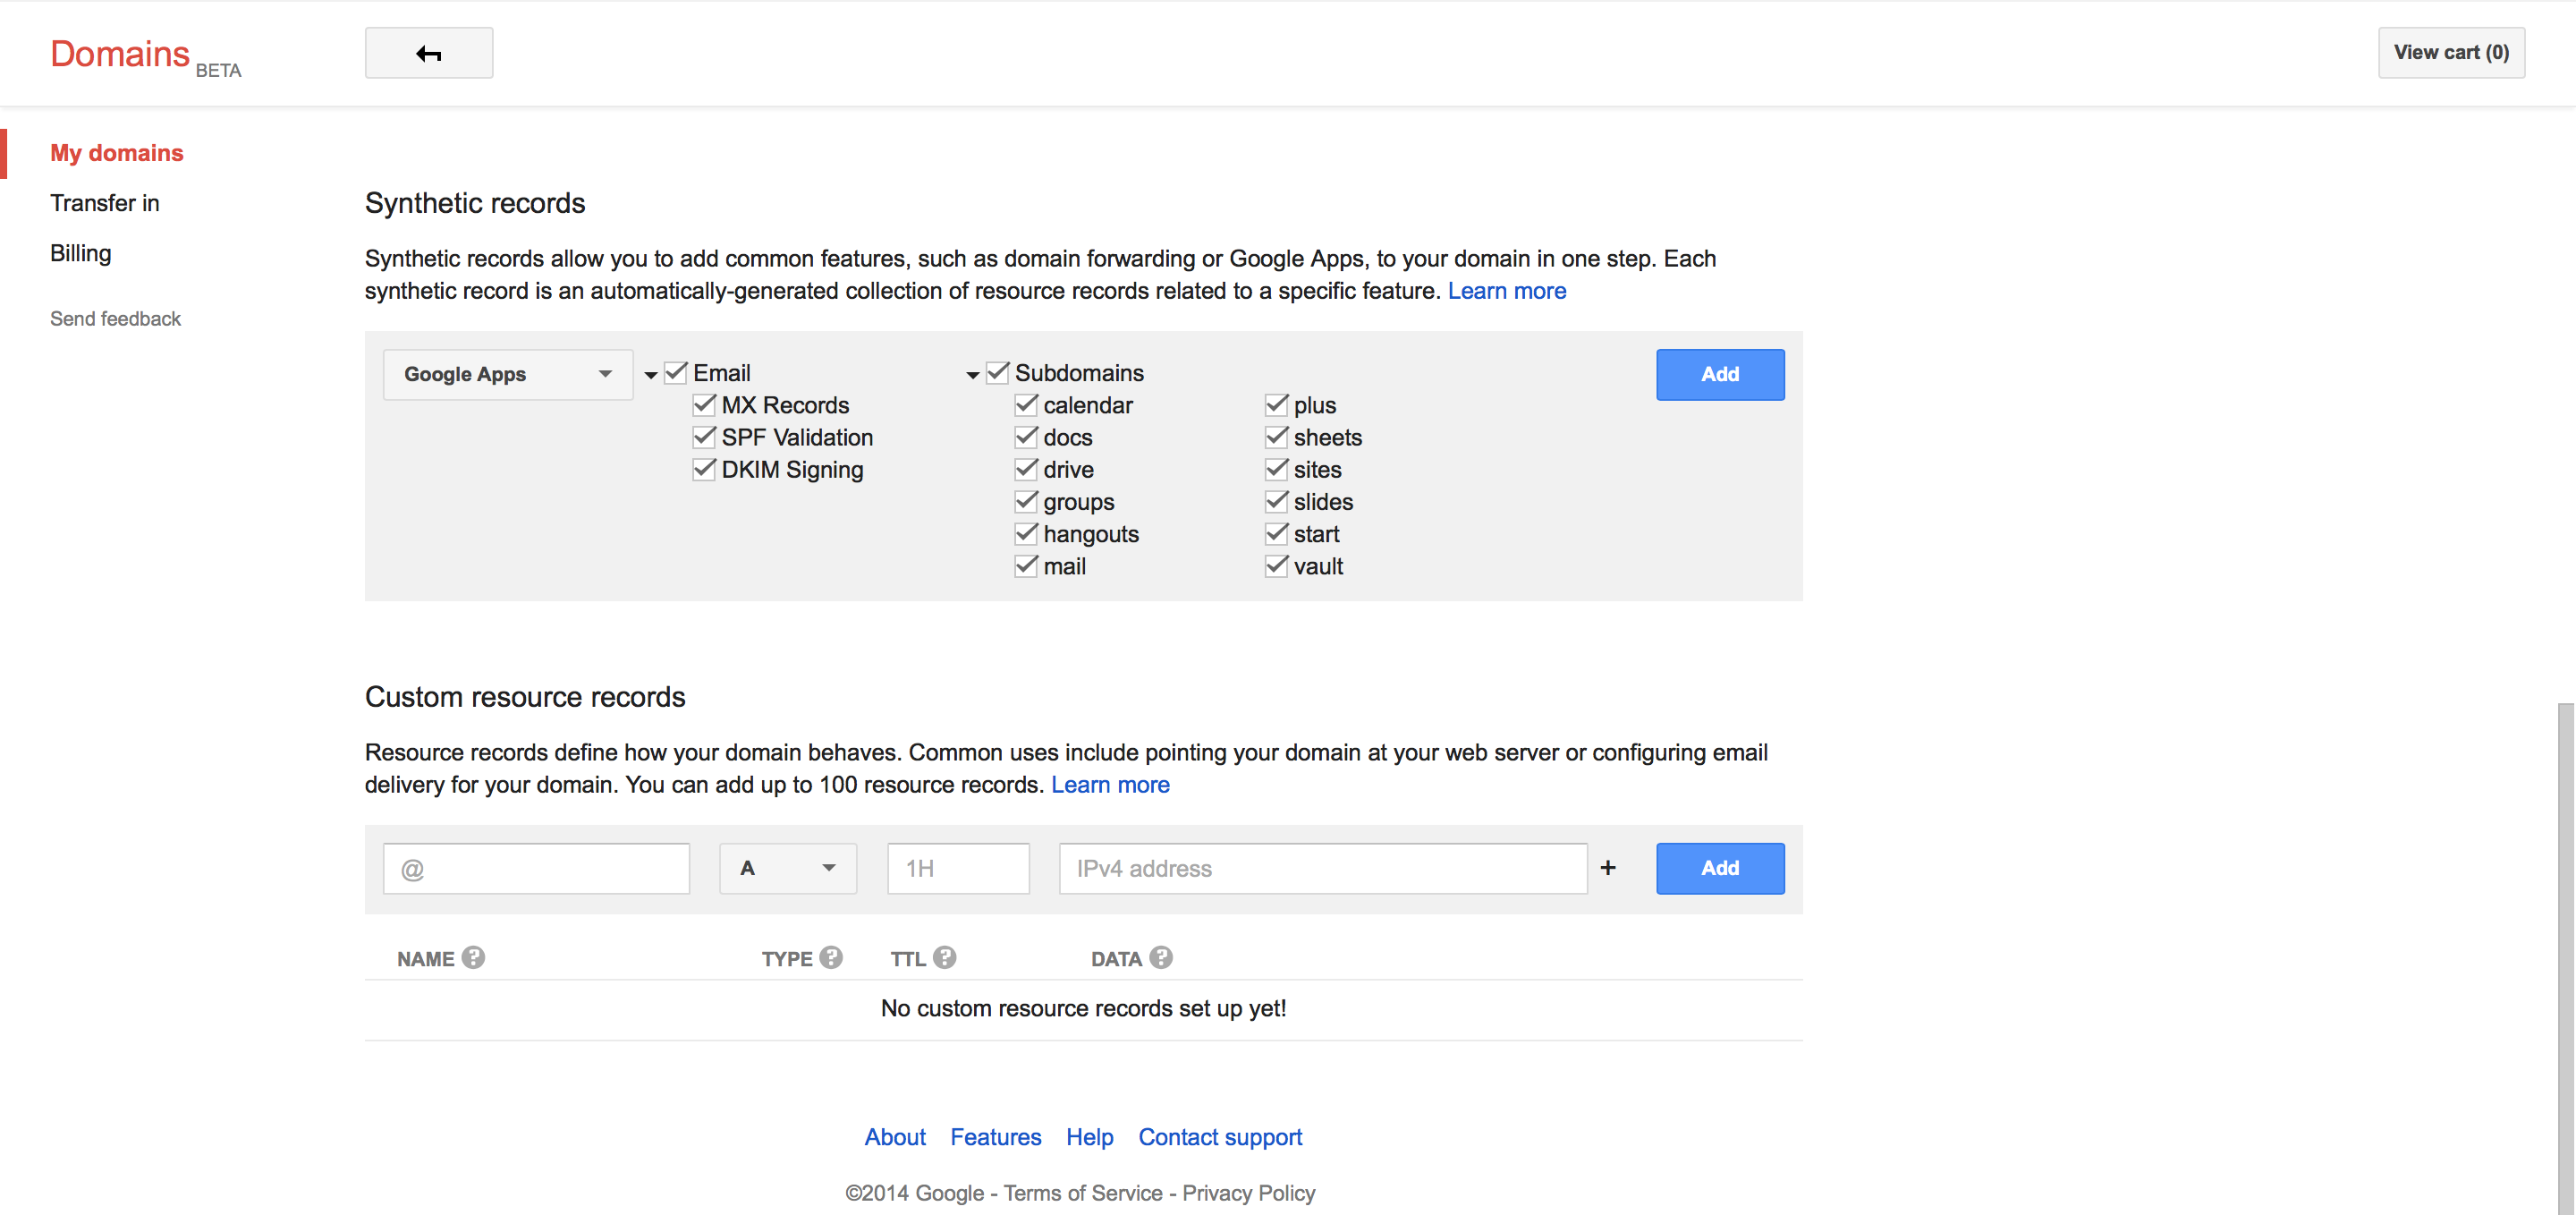 Domains BETA
View cart (0)
My domains
Transfer in
Billing
Send feedback
Synthetic records
Synthetic records allow you to add common features, such as domain forwarding or Google Apps, to your domain in one step. Each
synthetic record is an automatically-generated collection of resource records related to a specific feature. Learn more
Google Apps
Email
MX Records
SPF Validation
DKIM Signing
Subdomains
calendar
docs
drive
groups
hangouts
mail
plus
sheets
sites
slides
start
vault
Add
Custom resource records
Resource records define how your domain behaves. Common uses include pointing your domain at your web server or configuring email
delivery for your domain. You can add up to 100 resource records. Learn more
@ A 1H IPv4 address + Add
NAME ? TYPE ? TTL ? DATA ?
No custom resource records set up yet!
About Features Help Contact support
©2014 Google - Terms of Service - Privacy Policy